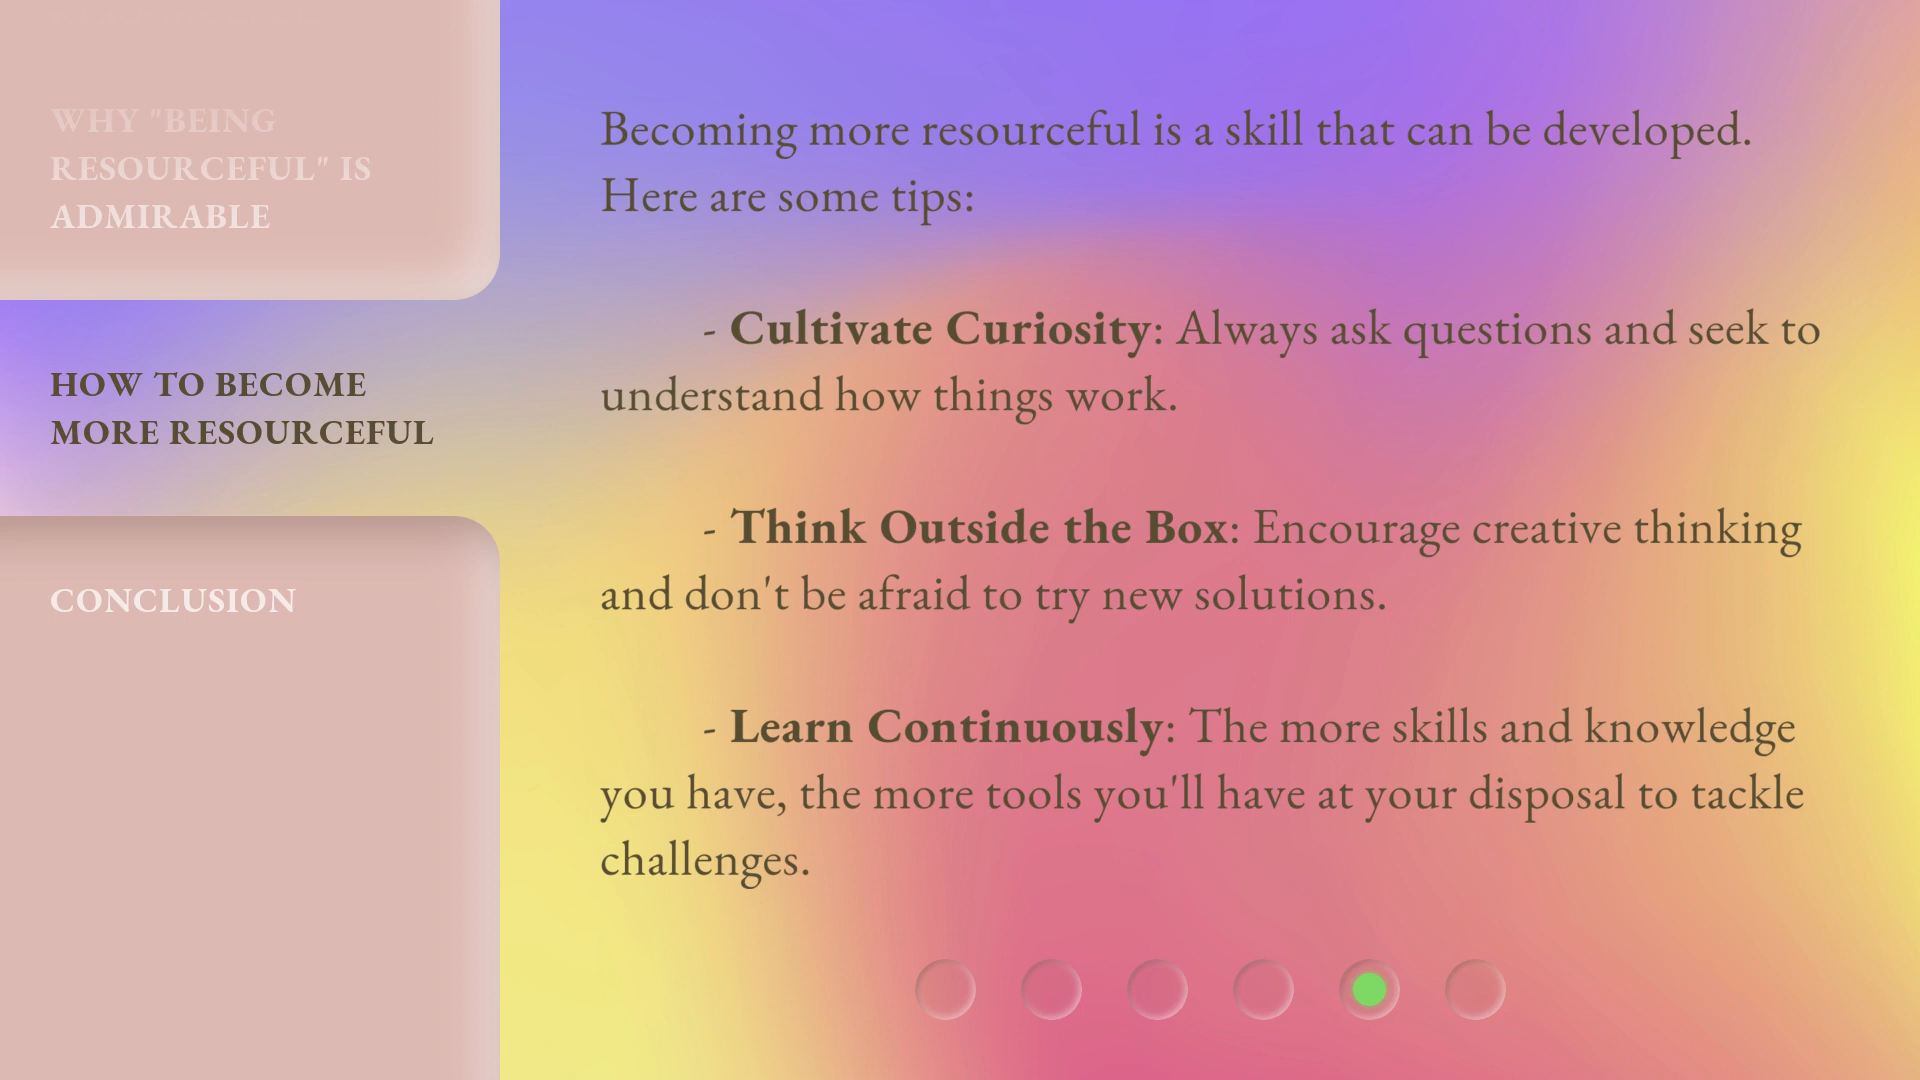 WHY "BEING
RESOURCEFUL" IS
ADMIRABLE
HOW TO BECOME
MORE RESOURCEFUL
CONCLUSION
Becoming more resourceful is a skill that can be developed.
Here are some tips:
- Cultivate Curiosity: Always ask questions and seek to
understand how things work.
- Think Outside the Box: Encourage creative thinking
and don't be afraid to try new solutions.
- Learn Continuously: The more skills and knowledge
you have, the more tools you'll have at your disposal to tackle
challenges.